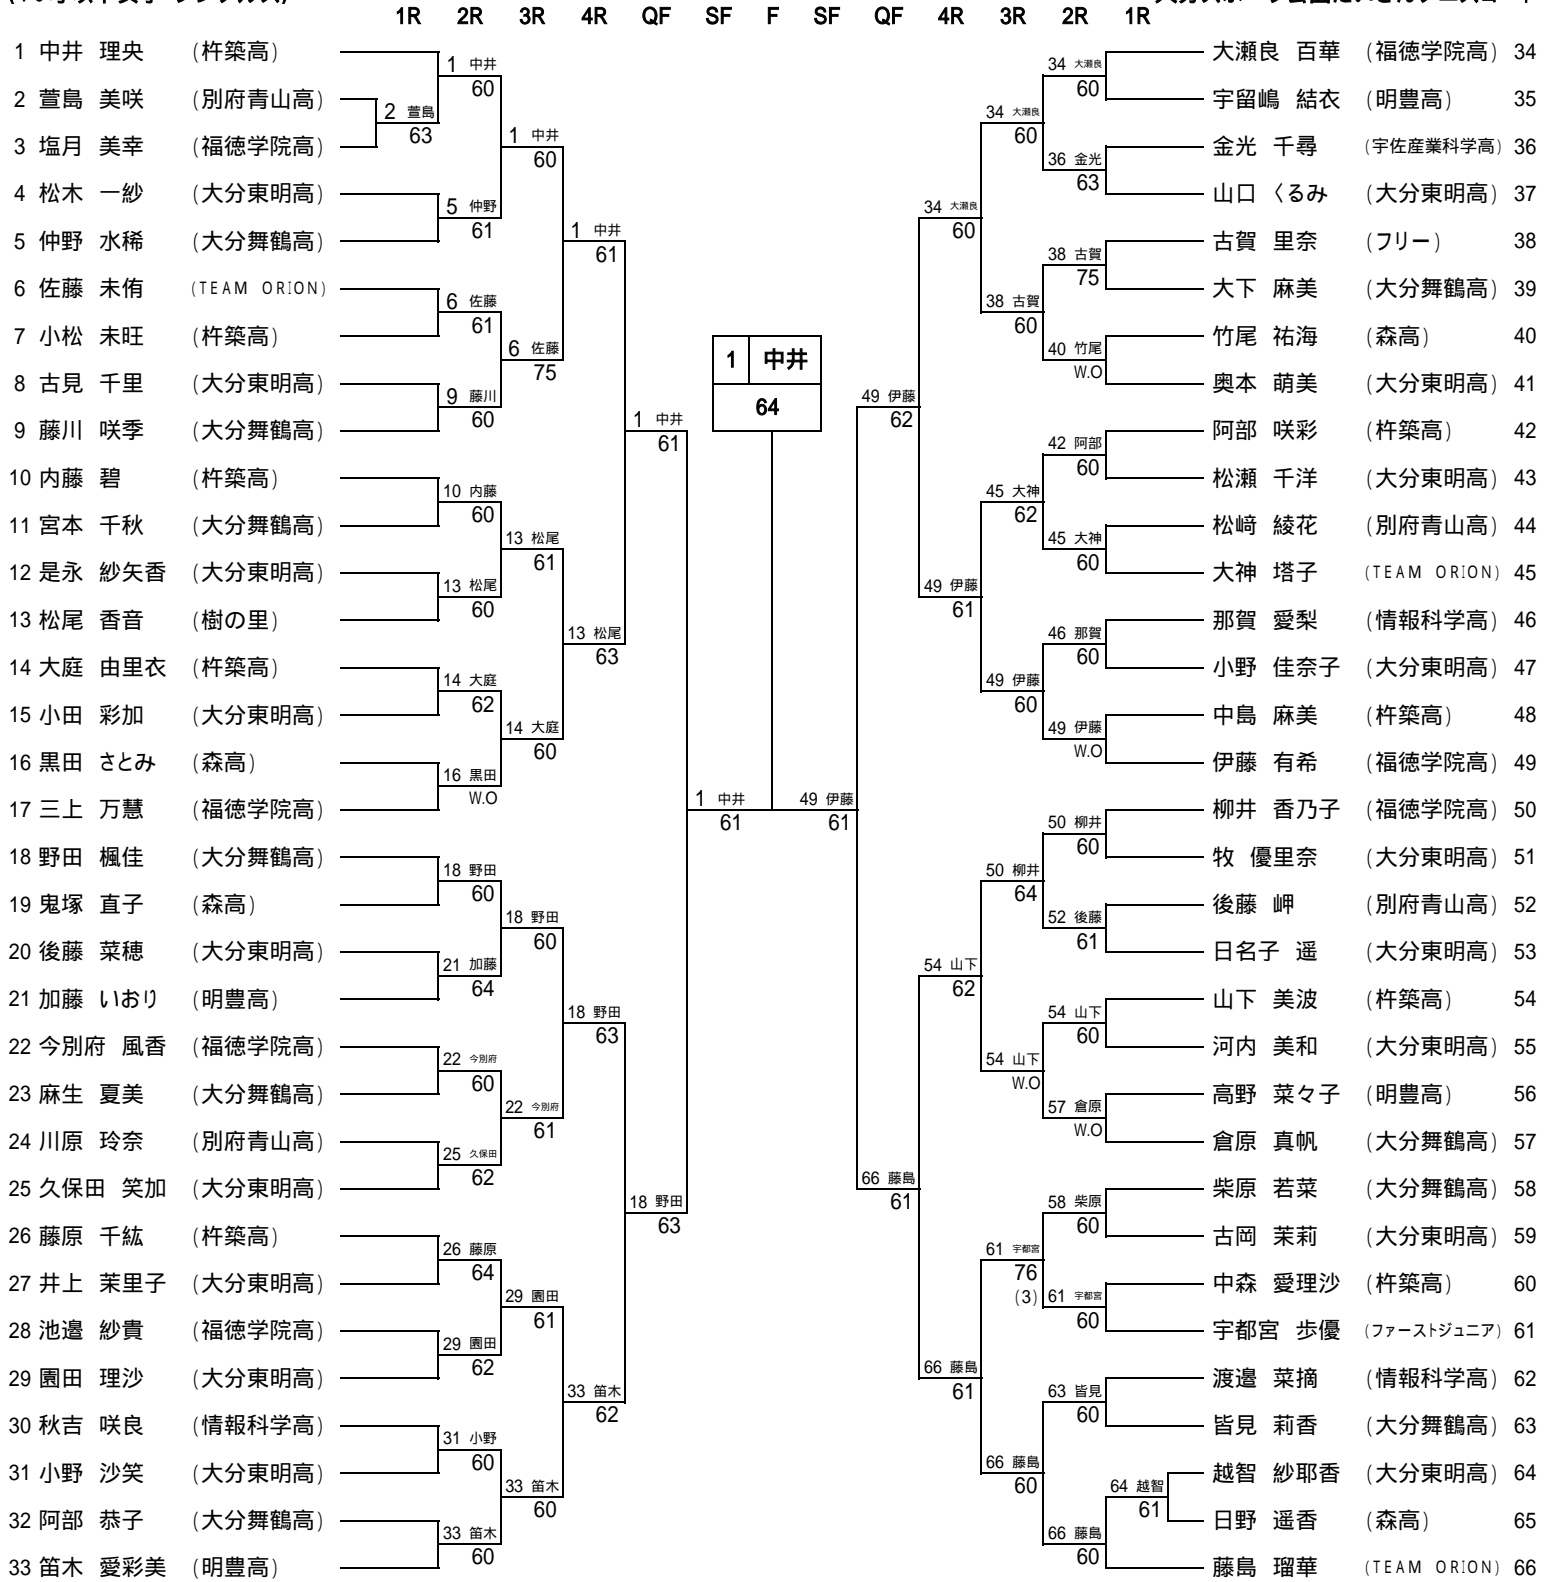 1R 2R 3R 4R QF SF F SF QF 4R 3R 2R 1R
1 中井 理央 (杵築高)
2 萱島 美咲 (別府青山高)
3 塩月 美幸 (福徳学院高)
4 松木 一紗 (大分東明高)
5 仲野 水稀 (大分舞鶴高)
6 佐藤 未侑 (TEAM ORION)
7 小松 未旺 (杵築高)
8 古見 千里 (大分東明高)
9 藤川 咲季 (大分舞鶴高)
10 内藤 碧 (杵築高)
11 宮本 千秋 (大分舞鶴高)
12 是永 紗矢香 (大分東明高)
13 松尾 香音 (樹の里)
14 大庭 由里衣 (杵築高)
15 小田 彩加 (大分東明高)
16 黒田 さとみ (森高)
17 三上 万慧 (福徳学院高)
18 野田 楓佳 (大分舞鶴高)
19 鬼塚 直子 (森高)
20 後藤 菜穂 (大分東明高)
21 加藤 いおり (明豊高)
22 今別府 風香 (福徳学院高)
23 麻生 夏美 (大分舞鶴高)
24 川原 玲奈 (別府青山高)
25 久保田 笑加 (大分東明高)
26 藤原 千紘 (杵築高)
27 井上 茉里子 (大分東明高)
28 池邉 紗貴 (福徳学院高)
29 園田 理沙 (大分東明高)
30 秋吉 咲良 (情報科学高)
31 小野 沙笑 (大分東明高)
32 阿部 恭子 (大分舞鶴高)
33 笛木 愛彩美 (明豊高)
2 萱島
63
1 中井
60
5 仲野
61
6 佐藤
61
9 藤川
60
10 内藤
60
13 松尾
60
14 大庭
62
16 黒田
W.O
18 野田
60
21 加藤
64
22 今別府
60
25 久保田
62
26 藤原
64
29 園田
62
31 小野
60
33 笛木
60
1 中井
60
6 佐藤
75
13 松尾
61
14 大庭
60
18 野田
60
22 今別府
61
29 園田
61
33 笛木
60
1 中井
61
13 松尾
63
18 野田
63
33 笛木
62
1 中井
61
18 野田
63
1 中井
61
1 中井
64
49 伊藤
61
49 伊藤
62
66 藤島
61
34 大瀬良
60
49 伊藤
61
54 山下
62
66 藤島
61
34 大瀬良
60
38 古賀
60
45 大神
62
49 伊藤
60
50 柳井
64
54 山下
W.O
61 宇都宮
76
(3)
66 藤島
60
34 大瀬良
60
36 金光
63
38 古賀
75
40 竹尾
W.O
42 阿部
60
45 大神
60
46 那賀
60
49 伊藤
W.O
50 柳井
60
52 後藤
61
54 山下
60
57 倉原
W.O
58 柴原
60
61 宇都宮
60
63 皆見
60
66 藤島
60
64 越智
61
大瀬良 百華 (福徳学院高) 34
宇留嶋 結衣 (明豊高) 35
金光 千尋 (宇佐産業科学高) 36
山口 くるみ (大分東明高) 37
古賀 里奈 (フリー) 38
大下 麻美 (大分舞鶴高) 39
竹尾 祐海 (森高) 40
奥本 萌美 (大分東明高) 41
阿部 咲彩 (杵築高) 42
松瀬 千洋 (大分東明高) 43
松﨑 綾花 (別府青山高) 44
大神 塔子 (TEAM ORION) 45
那賀 愛梨 (情報科学高) 46
小野 佳奈子 (大分東明高) 47
中島 麻美 (杵築高) 48
伊藤 有希 (福徳学院高) 49
柳井 香乃子 (福徳学院高) 50
牧 優里奈 (大分東明高) 51
後藤 岬 (別府青山高) 52
日名子 遥 (大分東明高) 53
山下 美波 (杵築高) 54
河内 美和 (大分東明高) 55
高野 菜々子 (明豊高) 56
倉原 真帆 (大分舞鶴高) 57
柴原 若菜 (大分舞鶴高) 58
古岡 茉莉 (大分東明高) 59
中森 愛理沙 (杵築高) 60
宇都宮 歩優 (ファーストジュニア) 61
渡邉 菜摘 (情報科学高) 62
皆見 莉香 (大分舞鶴高) 63
越智 紗耶香 (大分東明高) 64
日野 遥香 (森高) 65
藤島 瑠華 (TEAM ORION) 66